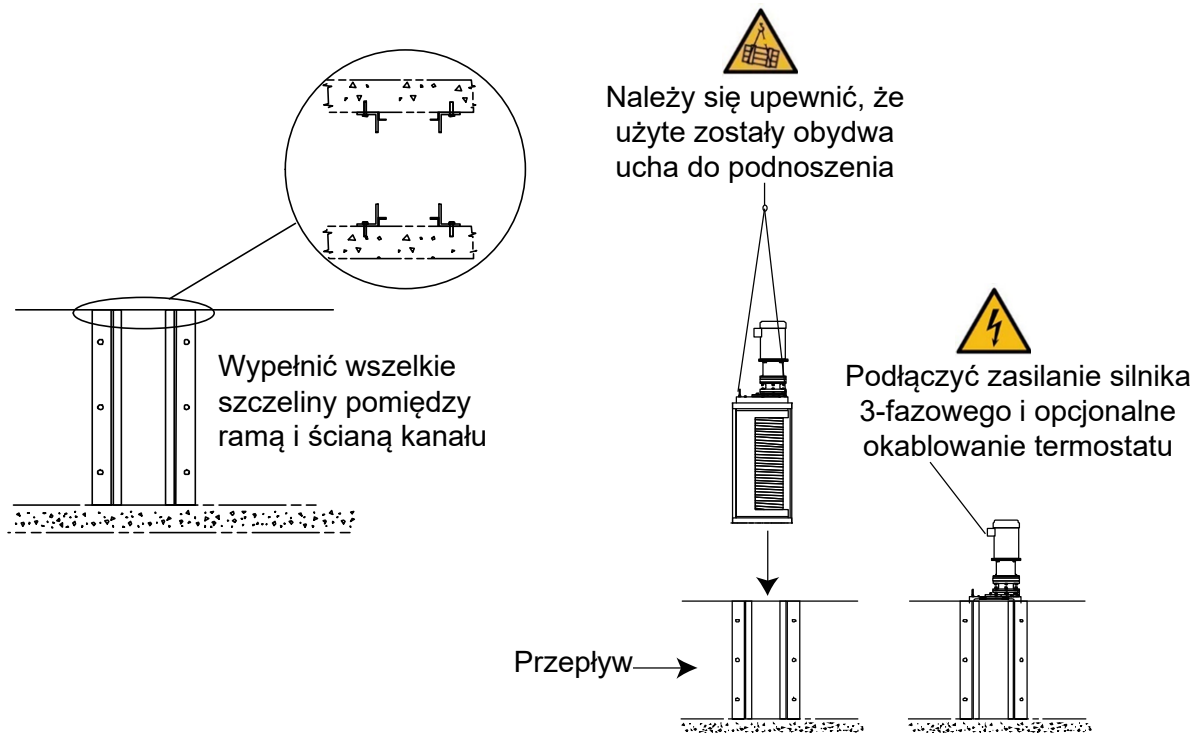 Należy się upewnić, że
użyte zostały obydwa
ucha do podnoszenia
Wypełnić wszelkie
szczeliny pomiędzy
ramą i ścianą kanału
Podłączyć zasilanie silnika
3-fazowego i opcjonalne
okablowanie termostatu
Przepływ